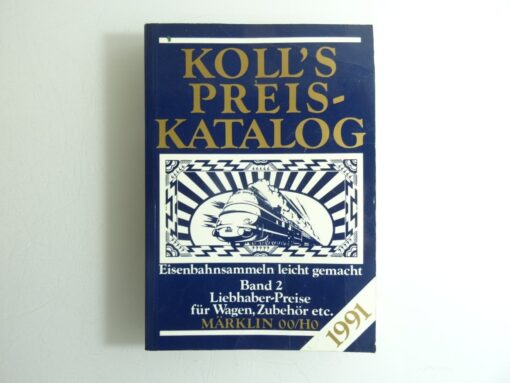 KOLL'S
PREIS-
KATALOG
Eisenbahnsammeln leicht gemacht
Band 2
Liebhaber-Preise
für Wagen, Zubehör etc.
MÄRKLIN 00/H0
1991